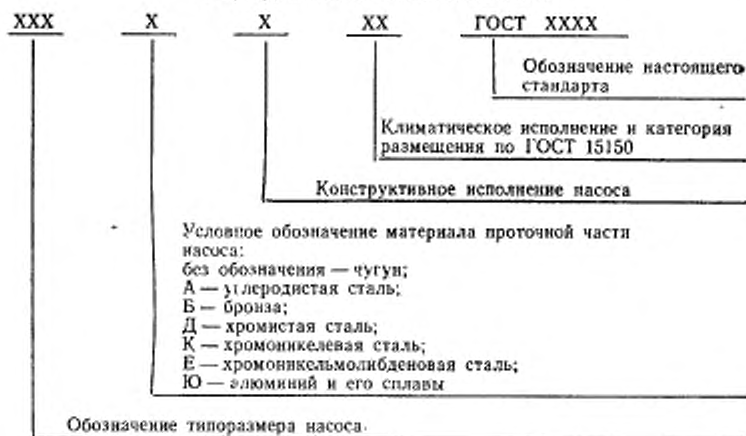 XXX X X XX ГОСТ XXXX
Обозначение настоящего
стандарта
Климатическое исполнение и категория
размещения по ГОСТ 15150
Конструктивное исполнение насоса
Условное обозначение материала проточной части
насоса:
без обозначения — чугун;
А — углеродистая сталь;
Б — бронза;
Д — хромистая сталь;
К — хромоникелевая сталь;
Е — хромоникельмолибденовая сталь;
Ю — алюминий и его сплавы
Обозначение типоразмера насоса